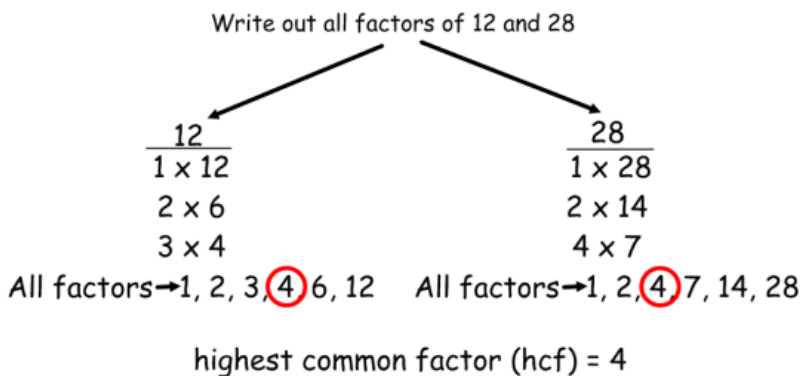 Write out all factors of 12 and 28
12 28
1 x 12 1 x 28
2 x 6 2 x 14
3 x 4 4 x 7
All factors→1, 2, 3, 4, 6, 12 All factors→1, 2, 4, 7, 14, 28
highest common factor (hcf) = 4